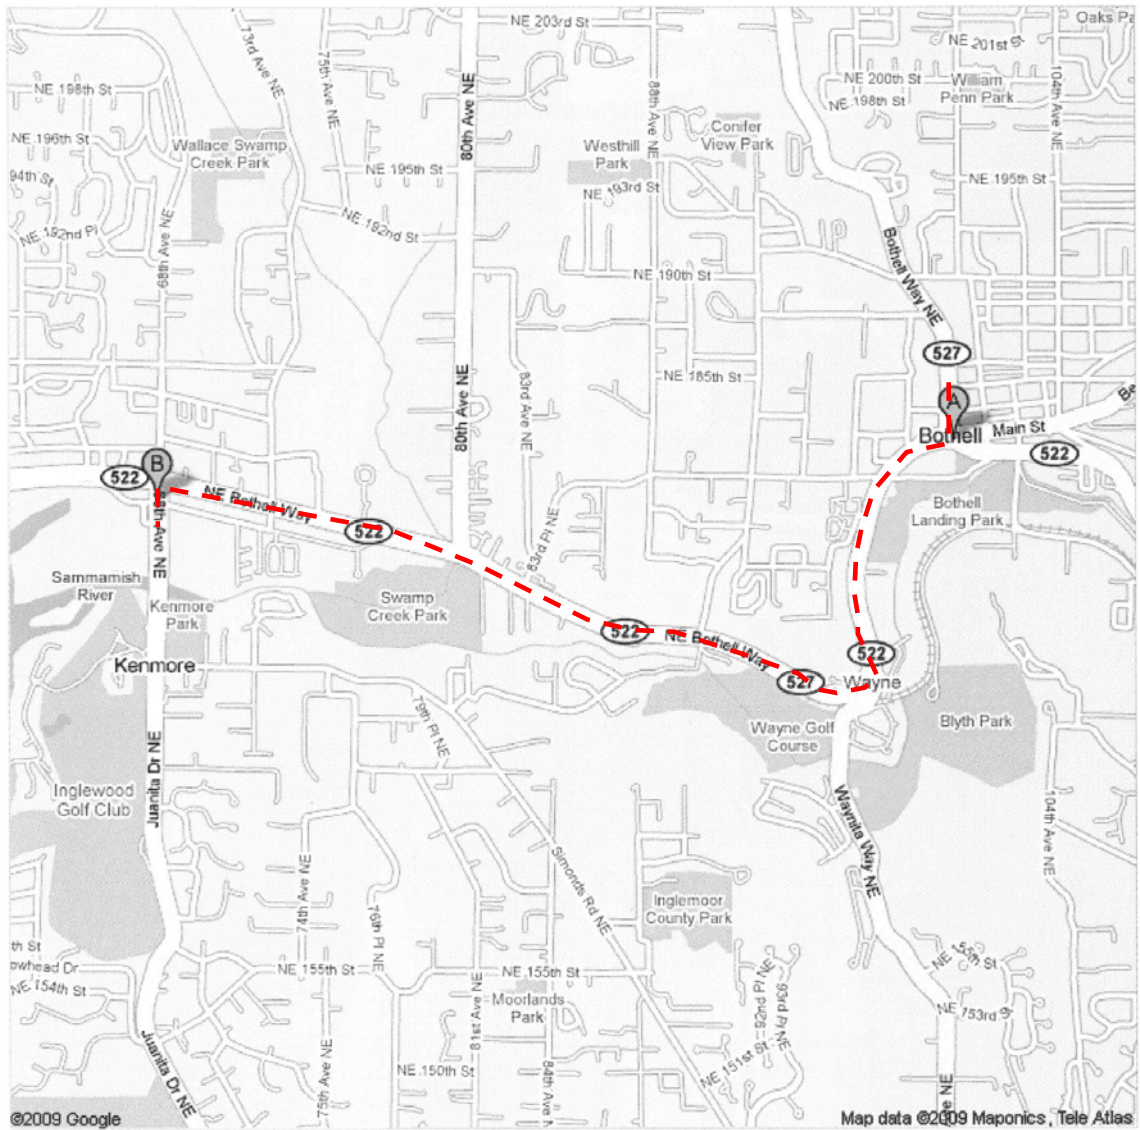 NE 203rd St
Oaks Pa
73rd Ave NE
75th Ave NE
80th Ave NE
88th Ave NE
NE 201st St
NE 200th St
William
Penn Park
104th Ave NE
NE 198th St
NE 198th St
NE 196th St
Wallace Swamp
Creek Park
Westhill
Park
Conifer
View Park
94th St
NE 195th St
NE 193rd St
NE 195th St
NE 192nd Pl
68th Ave NE
NE 192nd St
Bothell Way NE
NE 190th St
527
80th Ave NE
83rd Ave NE
NE 185th St
A
Bothell
Main St
Be
522
B
522
NE Bothell Way
522
Bothell
Landing Park
83rd Pl NE
Ave NE
Sammamish
River
Kenmore
Park
Swamp
Creek Park
522
NE Bothell Way
522
527
Wayne
Kenmore
79th Pl NE
Wayne Golf
Course
Blyth Park
Juanita Dr NE
Inglewood
Golf Club
Waynita Way NE
104th Ave NE
74th Ave NE
76th Pl NE
Simonds Rd NE
Inglemoor
County Park
th St
owhead Dr
NE 154th St
NE 155th St
NE 155th St
NE 155th St
Moorlands
Park
81st Ave NE
92nd Pl NE
93rd Pl NE
NE 153rd St
Juanita Dr NE
75th Ave NE
NE 150th St
84th Ave N
NE 151st St
ne NE
©2009 Google
Map data ©2009 Maponics, Tele Atlas